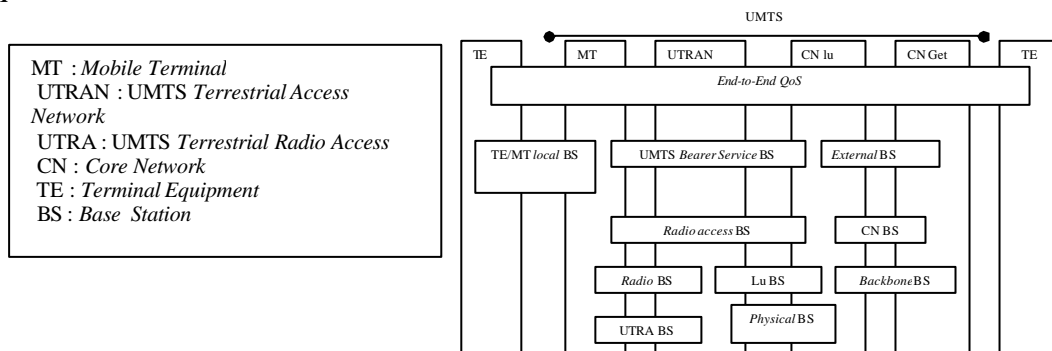 MT : Mobile Terminal
UTRAN : UMTS Terrestrial Access
Network
UTRA : UMTS Terrestrial Radio Access
CN : Core Network
TE : Terminal Equipment
BS : Base Station
UMTS
TE
MT
UTRAN
CN lu
CN Get
TE
End-to-End QoS
TE/MT local BS
UMTS Bearer Service BS
External BS
Radio access BS
CN BS
Radio BS
Lu BS
Backbone BS
UTRA BS
Physical BS